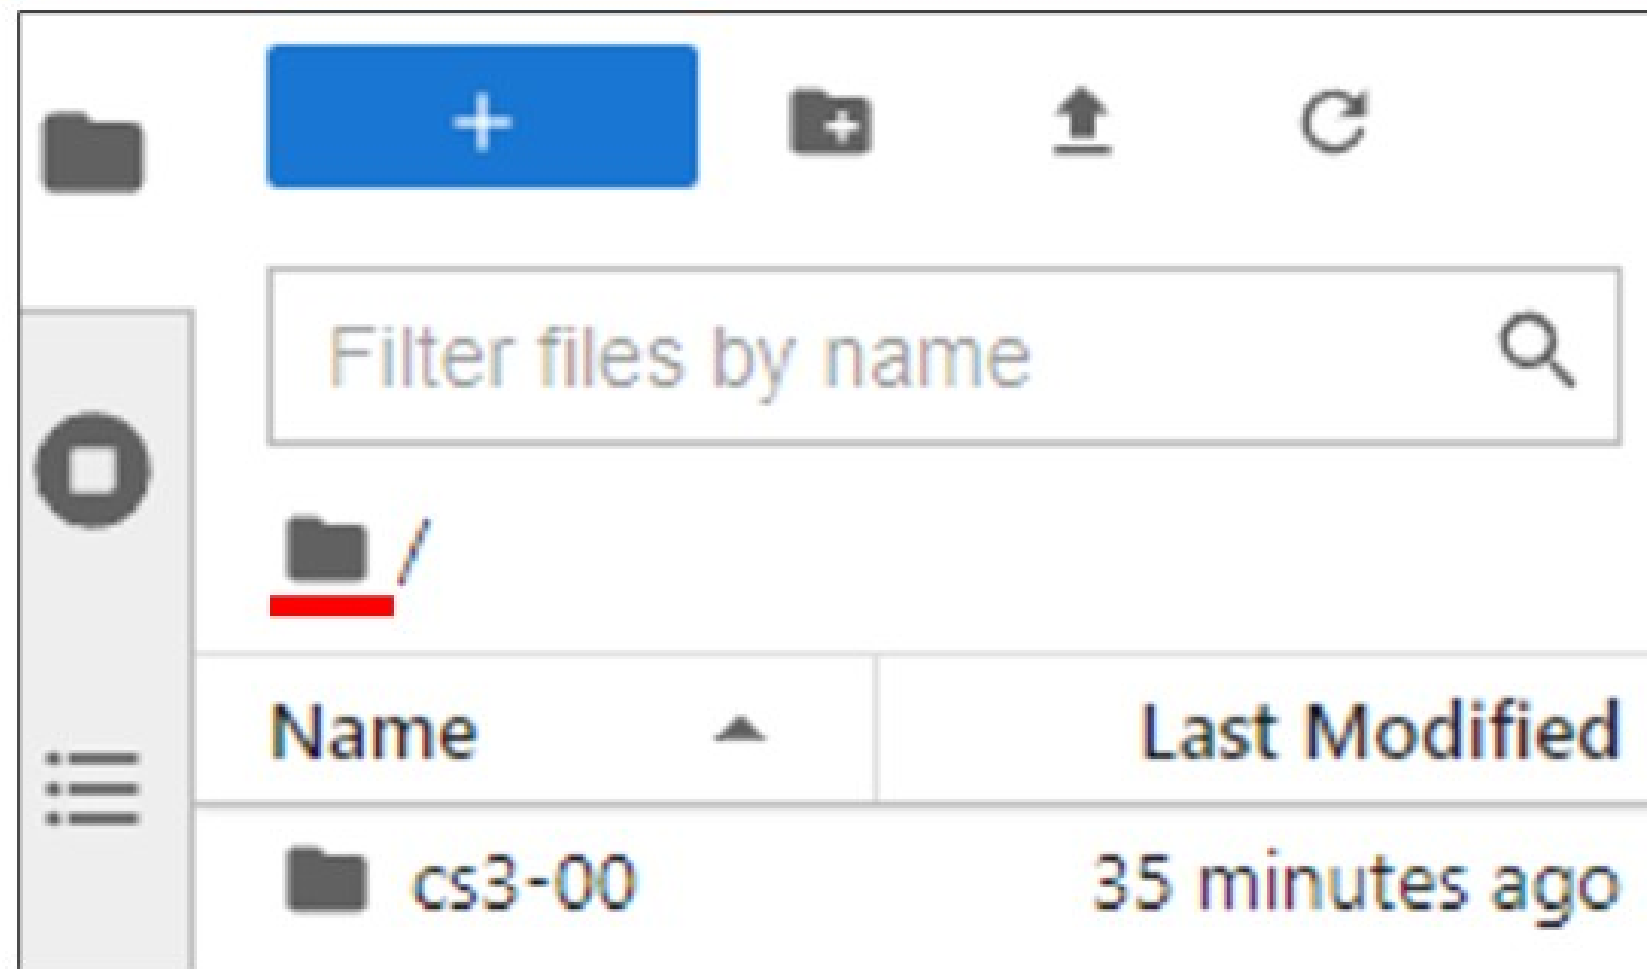 Filter files by name
/
Name Last Modified
cs3-00 35 minutes ago